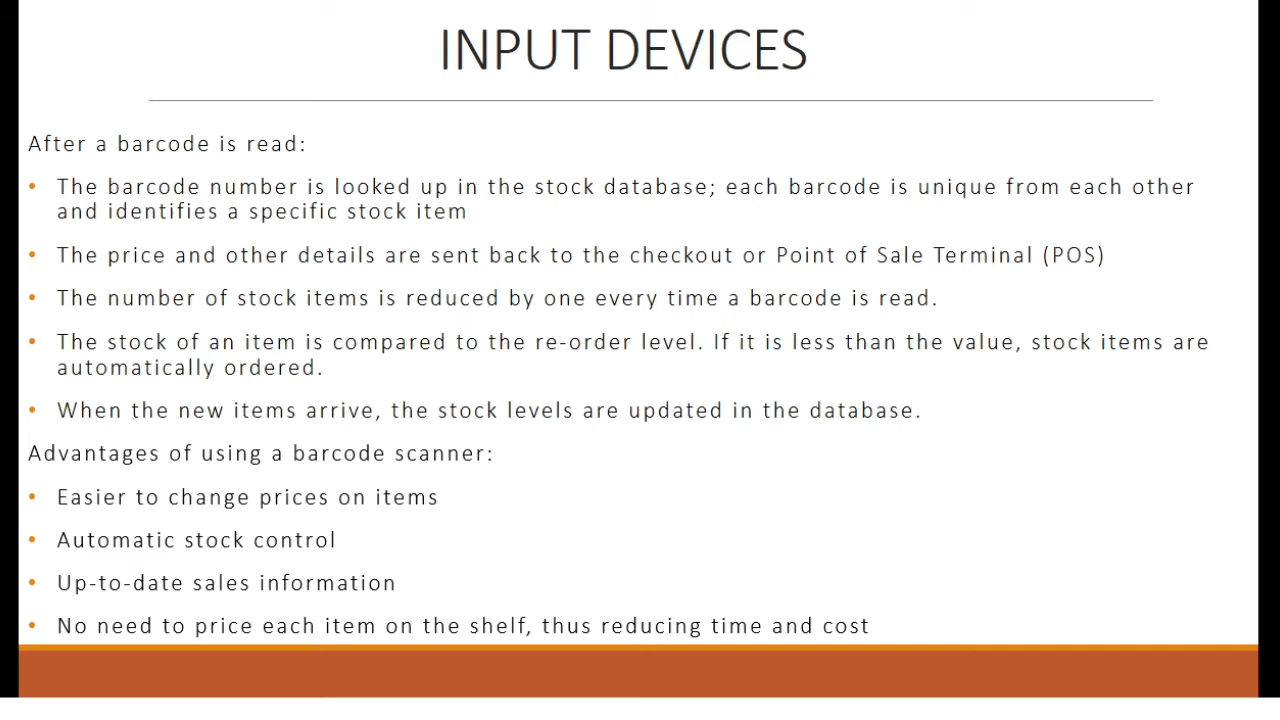 INPUT DEVICES
After a barcode is read:
• The barcode number is looked up in the stock database; each barcode is unique from each other
and identifies a specific stock item
• The price and other details are sent back to the checkout or Point of Sale Terminal (POS)
• The number of stock items is reduced by one every time a barcode is read.
• The stock of an item is compared to the re-order level. If it is less than the value, stock items are
automatically ordered.
• When the new items arrive, the stock levels are updated in the database.
Advantages of using a barcode scanner:
• Easier to change prices on items
• Automatic stock control
• Up-to-date sales information
• No need to price each item on the shelf, thus reducing time and cost